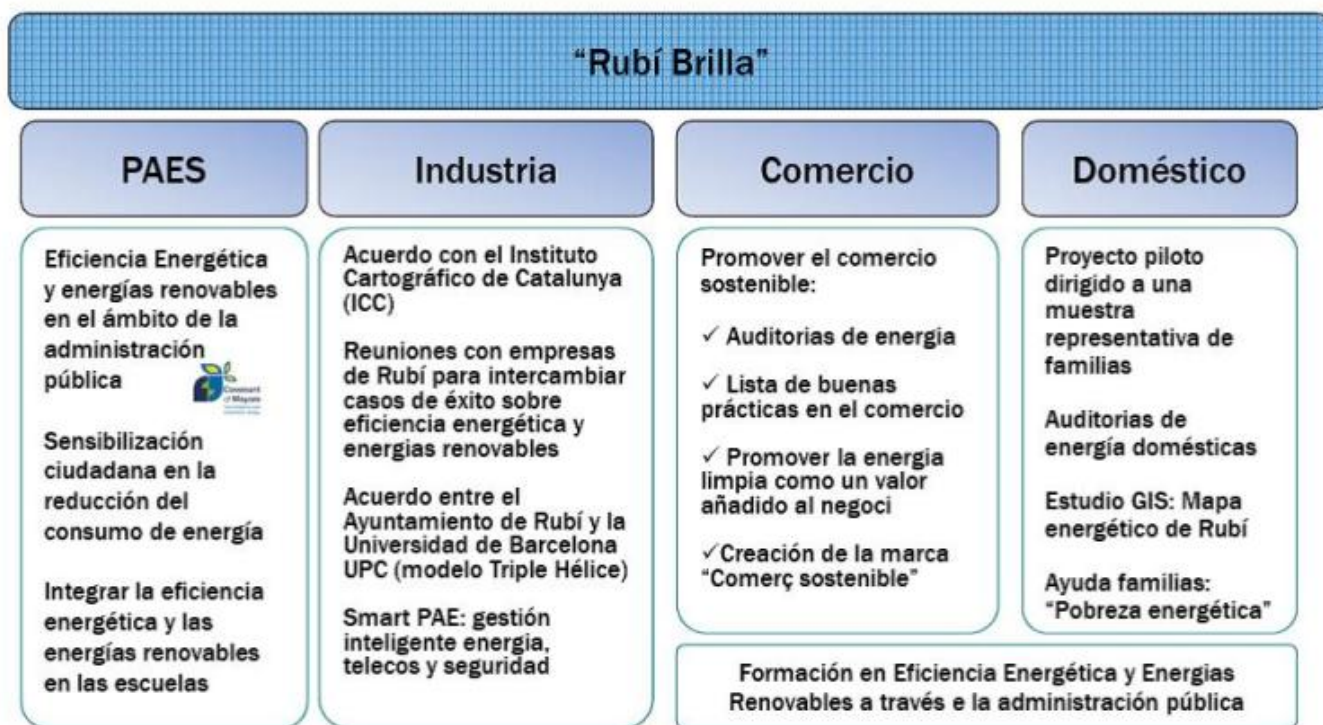 “Rubí Brilla”
PAES
Eficiencia Energética
y energías renovables
en el ámbito de la
administración
pública
Covenant
of Mayors
Sensibilización
ciudadana en la
reducción del
consumo de energía
Integrar la eficiencia
energética y las
energías renovables
en las escuelas
Industria
Acuerdo con el Instituto
Cartográfico de Catalunya
(ICC)
Reuniones con empresas
de Rubí para intercambiar
casos de éxito sobre
eficiencia energética y
energias renovables
Acuerdo entre el
Ayuntamiento de Rubí y la
Universidad de Barcelona
UPC (modelo Triple Hélice)
Smart PAE: gestión
inteligente energia,
telecos y seguridad
Comercio
Promover el comercio
sostenible:
✓ Auditorias de energia
✓ Lista de buenas
prácticas en el comercio
✓ Promover la energia
limpia como un valor
añadido al negoci
✓Creación de la marca
“Comerç sostenible”
Doméstico
Proyecto piloto
dirigido a una
muestra
representativa de
familias
Auditorias de
energía domésticas
Estudio GIS: Mapa
energético de Rubí
Ayuda familias:
“Pobreza energética”
Formación en Eficiencia Energética y Energias
Renovables a través e la administración pública